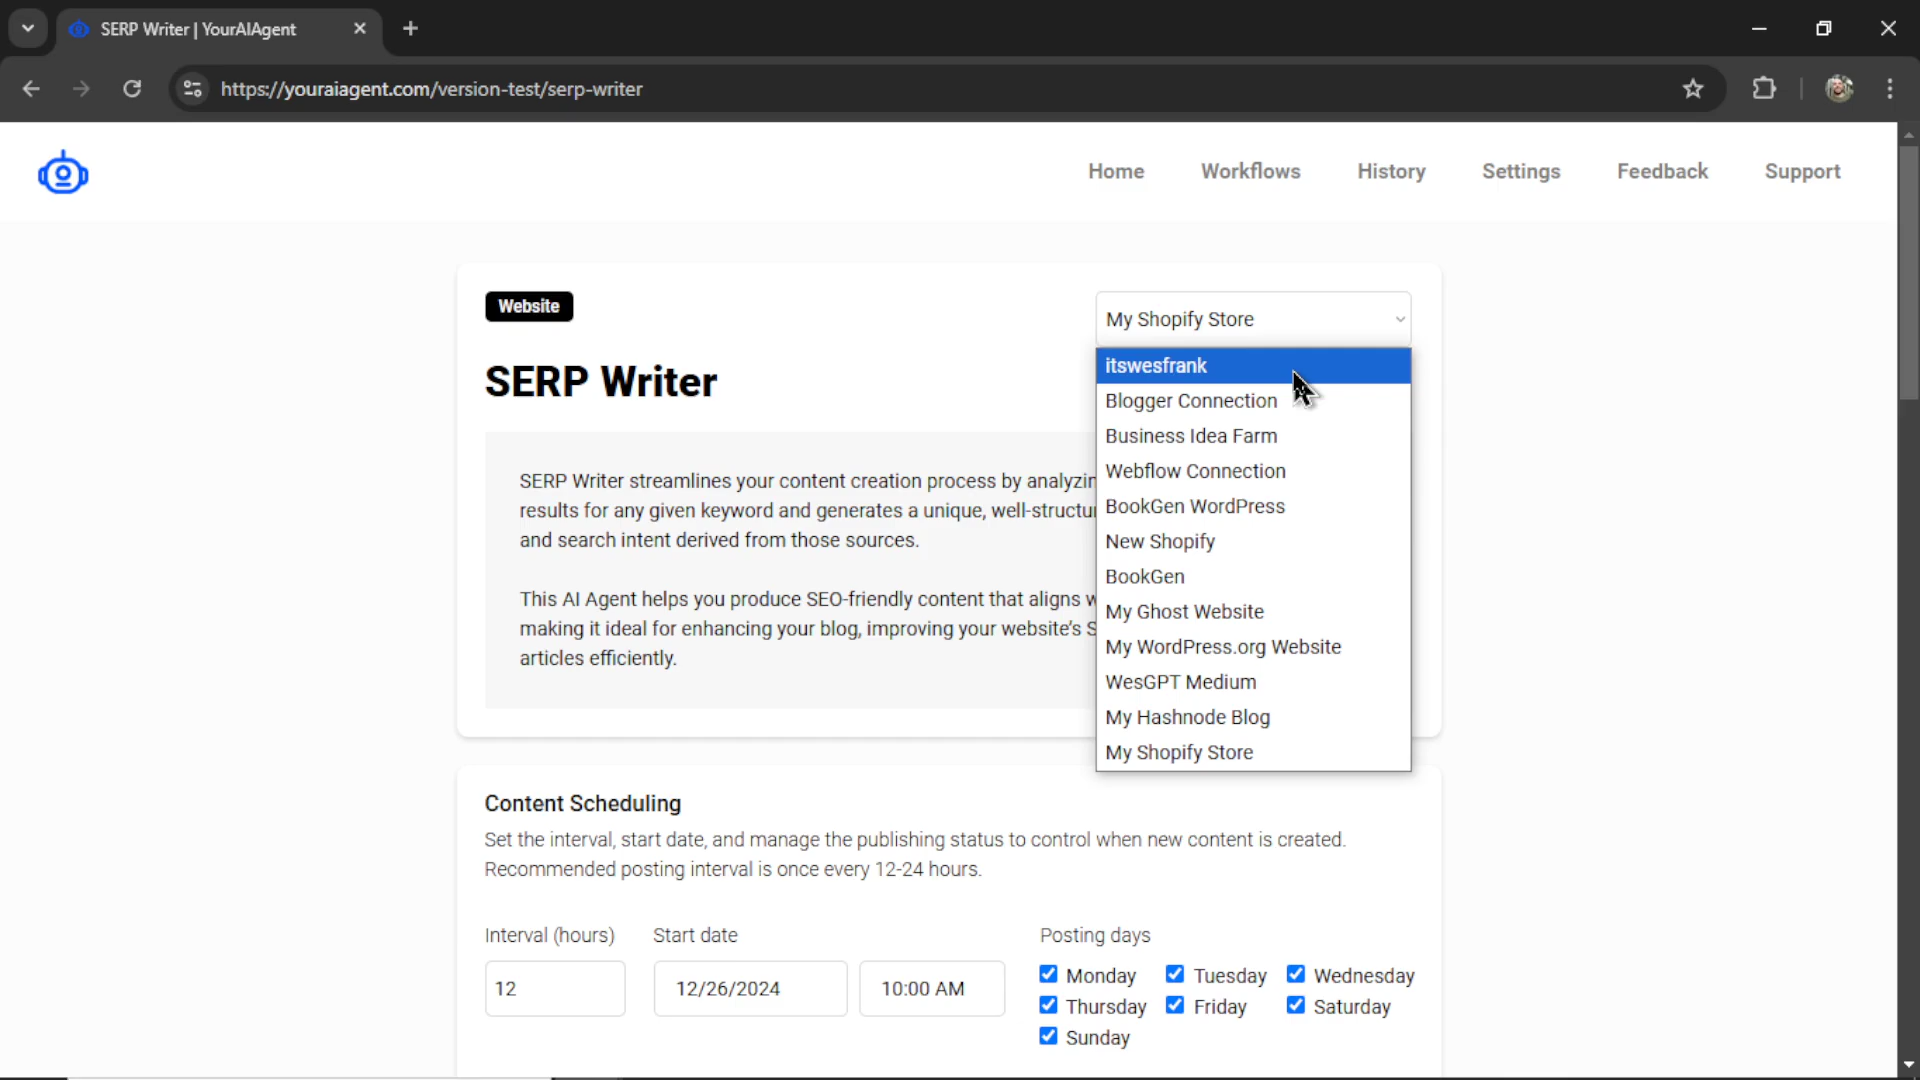 SERP Writer | YourAIAgent
https://youraiagent.com/version-test/serp-writer
Home
Workflows
History
Settings
Feedback
Support
Website
My Shopify Store
SERP Writer
itswesfrank
Blogger Connection
Business Idea Farm
Webflow Connection
BookGen WordPress
New Shopify
BookGen
My Ghost Website
My WordPress.org Website
WesGPT Medium
My Hashnode Blog
My Shopify Store
SERP Writer streamlines your content creation process by
results for any given keyword and generates a unique,
and search intent derived from those sources.
This AI Agent helps you produce SEO-friendly content that aligns
making it ideal for enhancing your blog, improving your website's
articles efficiently.
Content Scheduling
Set the interval, start date, and manage the publishing status to control when new content is created.
Recommended posting interval is once every 12-24 hours.
Interval (hours)
Start date
Posting days
12
12/26/2024
10:00 AM
Monday
Tuesday
Wednesday
Thursday
Friday
Saturday
Sunday